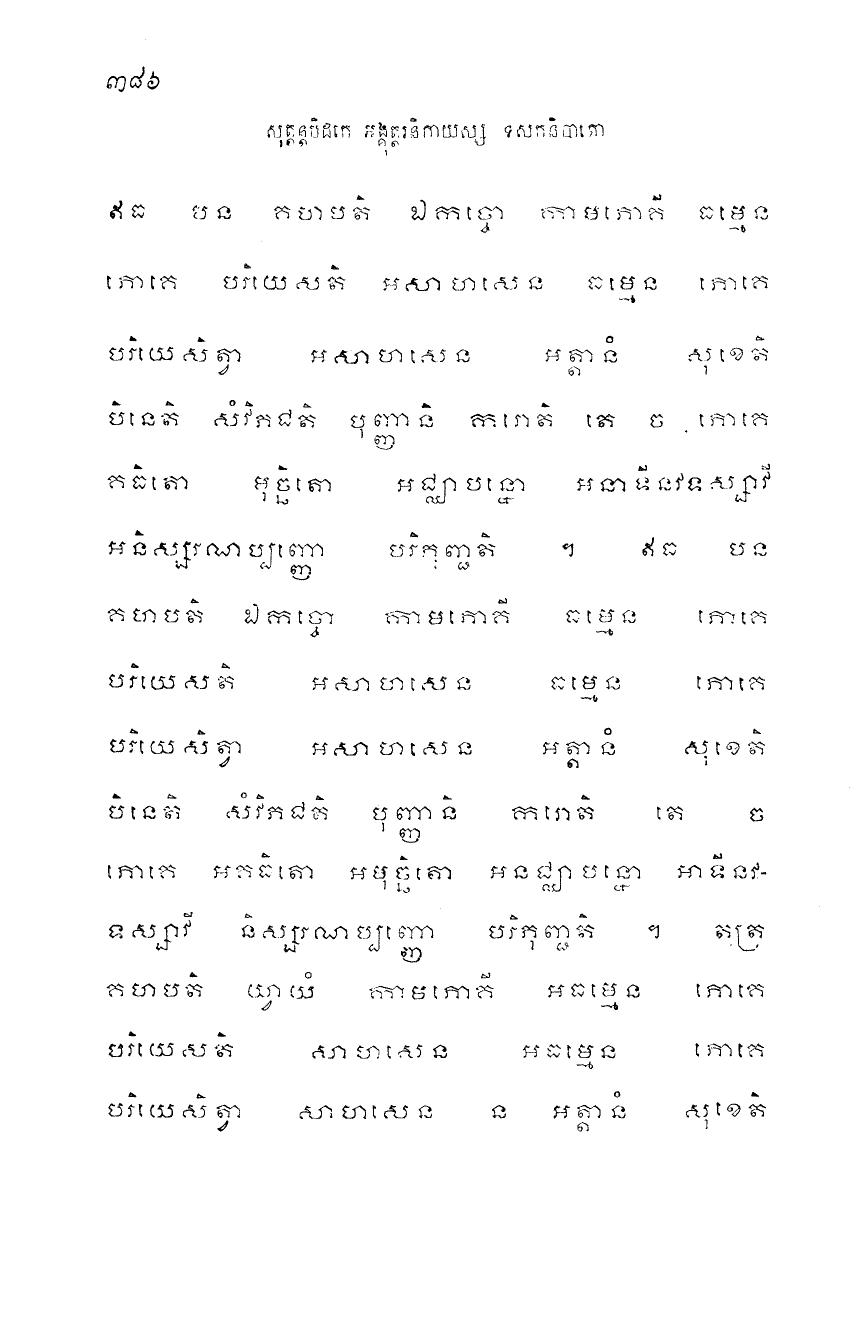 ៣៨៦
សុត្តន្តបិដកេ អង្គុត្តរនិកាយស្ស ទសកនិបាតោ
ឥធ បន គហបតិ ឯកច្ចោ កាមភោគី ធម្មេន
ភោគេ បរិយេសតិ អសាហសេន ធម្មេន ភោគេ
បរិយេសិត្វា អសាហសេន អត្តានំ សុខេតិ
បិនេតិ សំវិភជតិ បុញ្ញានិ ករោតិ តេ ច ភោគេ
គធិតោ មុច្ឆិតោ អជ្ឈាបន្នោ អនាទីនវទស្សាវី
អនិស្សរណប្បញ្ញោ បរិភុញ្ជតិ ។ ឥធ បន
គហបតិ ឯកច្ចោ កាមភោគី ធម្មេន ភោគេ
បរិយេសតិ អសាហសេន ធម្មេន ភោគេ
បរិយេសិត្វា អសាហសេន អត្តានំ សុខេតិ
បិនេតិ សំវិភជតិ បុញ្ញានិ ករោតិ តេ ច
ភោគេ អគធិតោ អមុច្ឆិតោ អនជ្ឈាបន្នោ អាទីនវ-
ទស្សាវី និស្សរណប្បញ្ញោ បរិភុញ្ជតិ ។ តត្រ
គហបតិ យ្វាយំ កាមភោគី អធម្មេន ភោគេ
បរិយេសតិ សាហសេន អធម្មេន ភោគេ
បរិយេសិត្វា សាហសេន ន អត្តានំ សុខេតិ